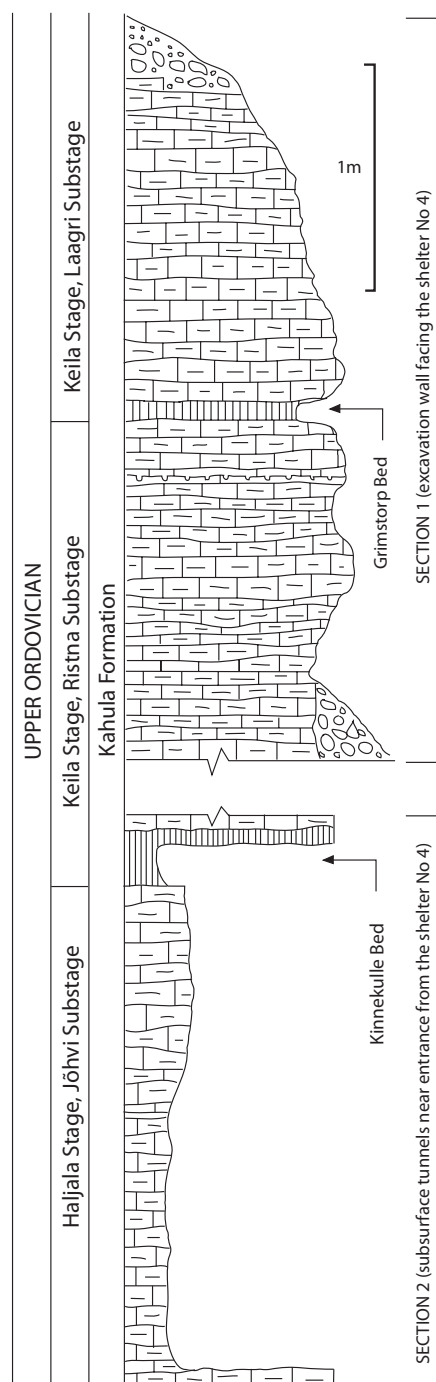 UPPER ORDOVICIAN
Keila Stage, Laagri Substage
Keila Stage, Ristna Substage
Haljala Stage, Jõhvi Substage
Kahula Formation
1m
Grimstorp Bed
Kinnekulle Bed
SECTION 1 (excavation wall facing the shelter No 4)
SECTION 2 (subsurface tunnels near entrance from the shelter No 4)